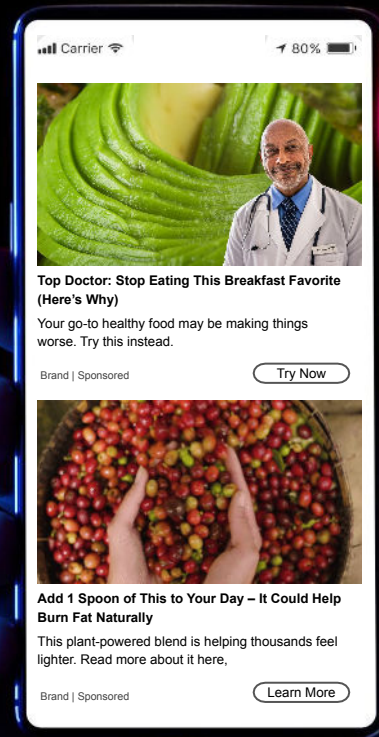 Carrier
80%
Top Doctor: Stop Eating This Breakfast Favorite
(Here’s Why)
Your go-to healthy food may be making things
worse. Try this instead.
Brand | Sponsored
Try Now
Add 1 Spoon of This to Your Day – It Could Help
Burn Fat Naturally
This plant-powered blend is helping thousands feel
lighter. Read more about it here,
Brand | Sponsored
Learn More